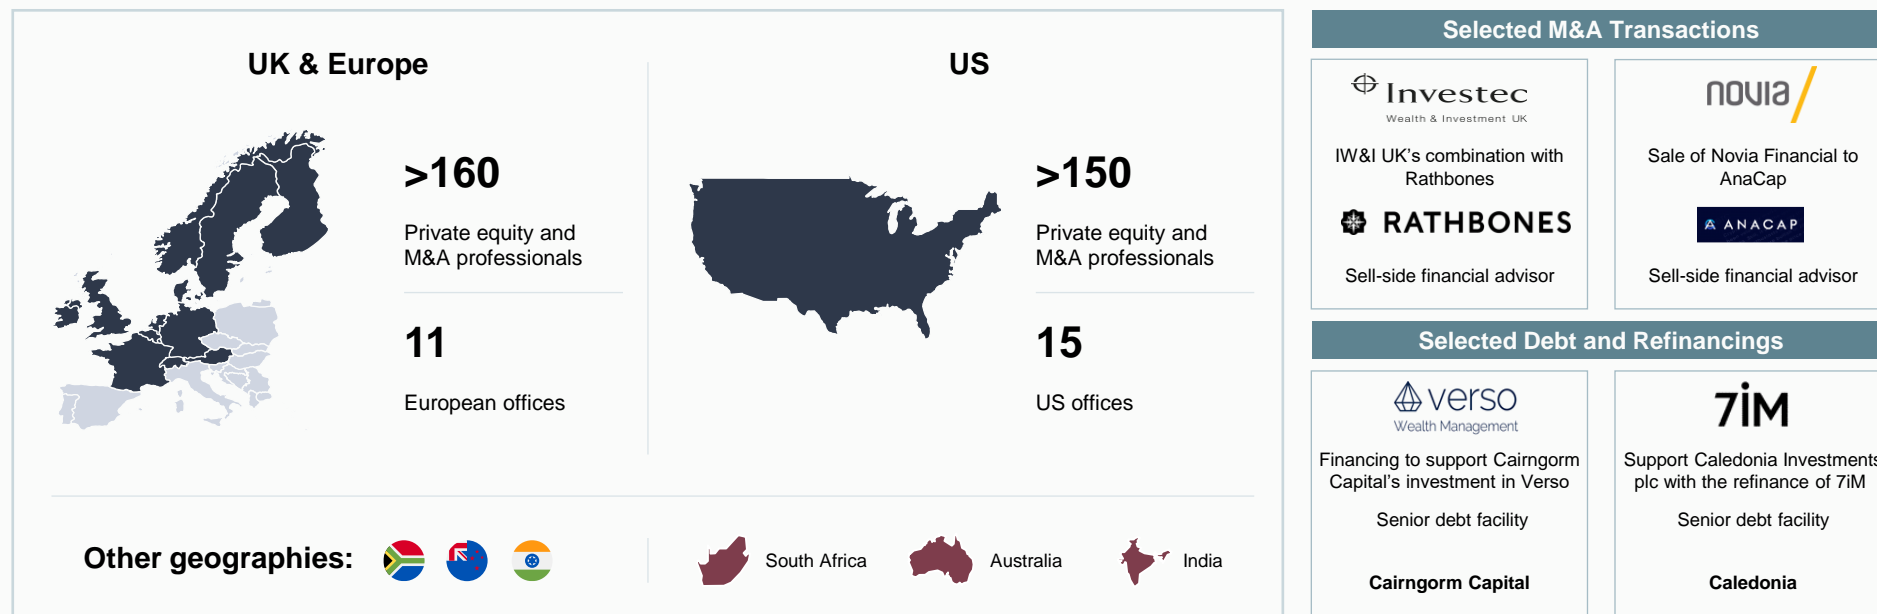 UK & Europe
>160
Private equity and
M&A professionals
11
European offices
US
>150
Private equity and
M&A professionals
15
US offices
Other geographies:
South Africa
Australia
India
Selected M&A Transactions
Investec
Wealth & Investment UK
IW&I UK's combination with
Rathbones
RATHBONES
Sell-side financial advisor
novia
Sale of Novia Financial to
AnaCap
ANACAP
Sell-side financial advisor
Selected Debt and Refinancings
verso
Wealth Management
Financing to support Cairngorm
Capital's investment in Verso
Senior debt facility
Cairngorm Capital
7iM
Support Caledonia Investments
plc with the refinance of 7iM
Senior debt facility
Caledonia